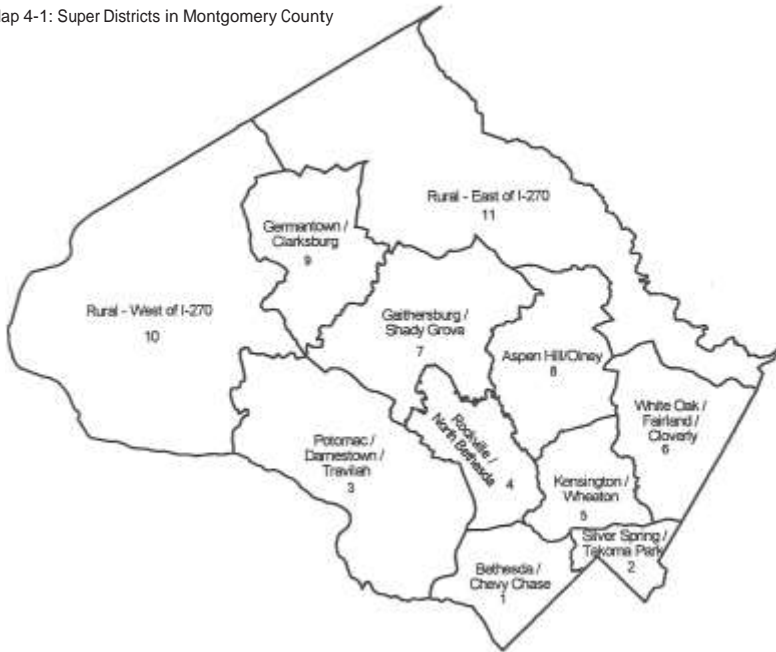 ap 4-1: Super Districts in Montgomery County
Rural - East of I-270
11
Germantown /
Clarksburg
9
Rural - West of I-270
10
Gaithersburg /
Shady Grove
7
Aspen Hill/Olney
8
White Oak /
Fairland /
Cloverly
6
Rockville /
North Bethesda
4
Potomac /
Darnestown /
Travilah
3
Kensington /
Wheaton
5
Silver Spring /
Takoma Park
2
Bethesda /
Chevy Chase
1